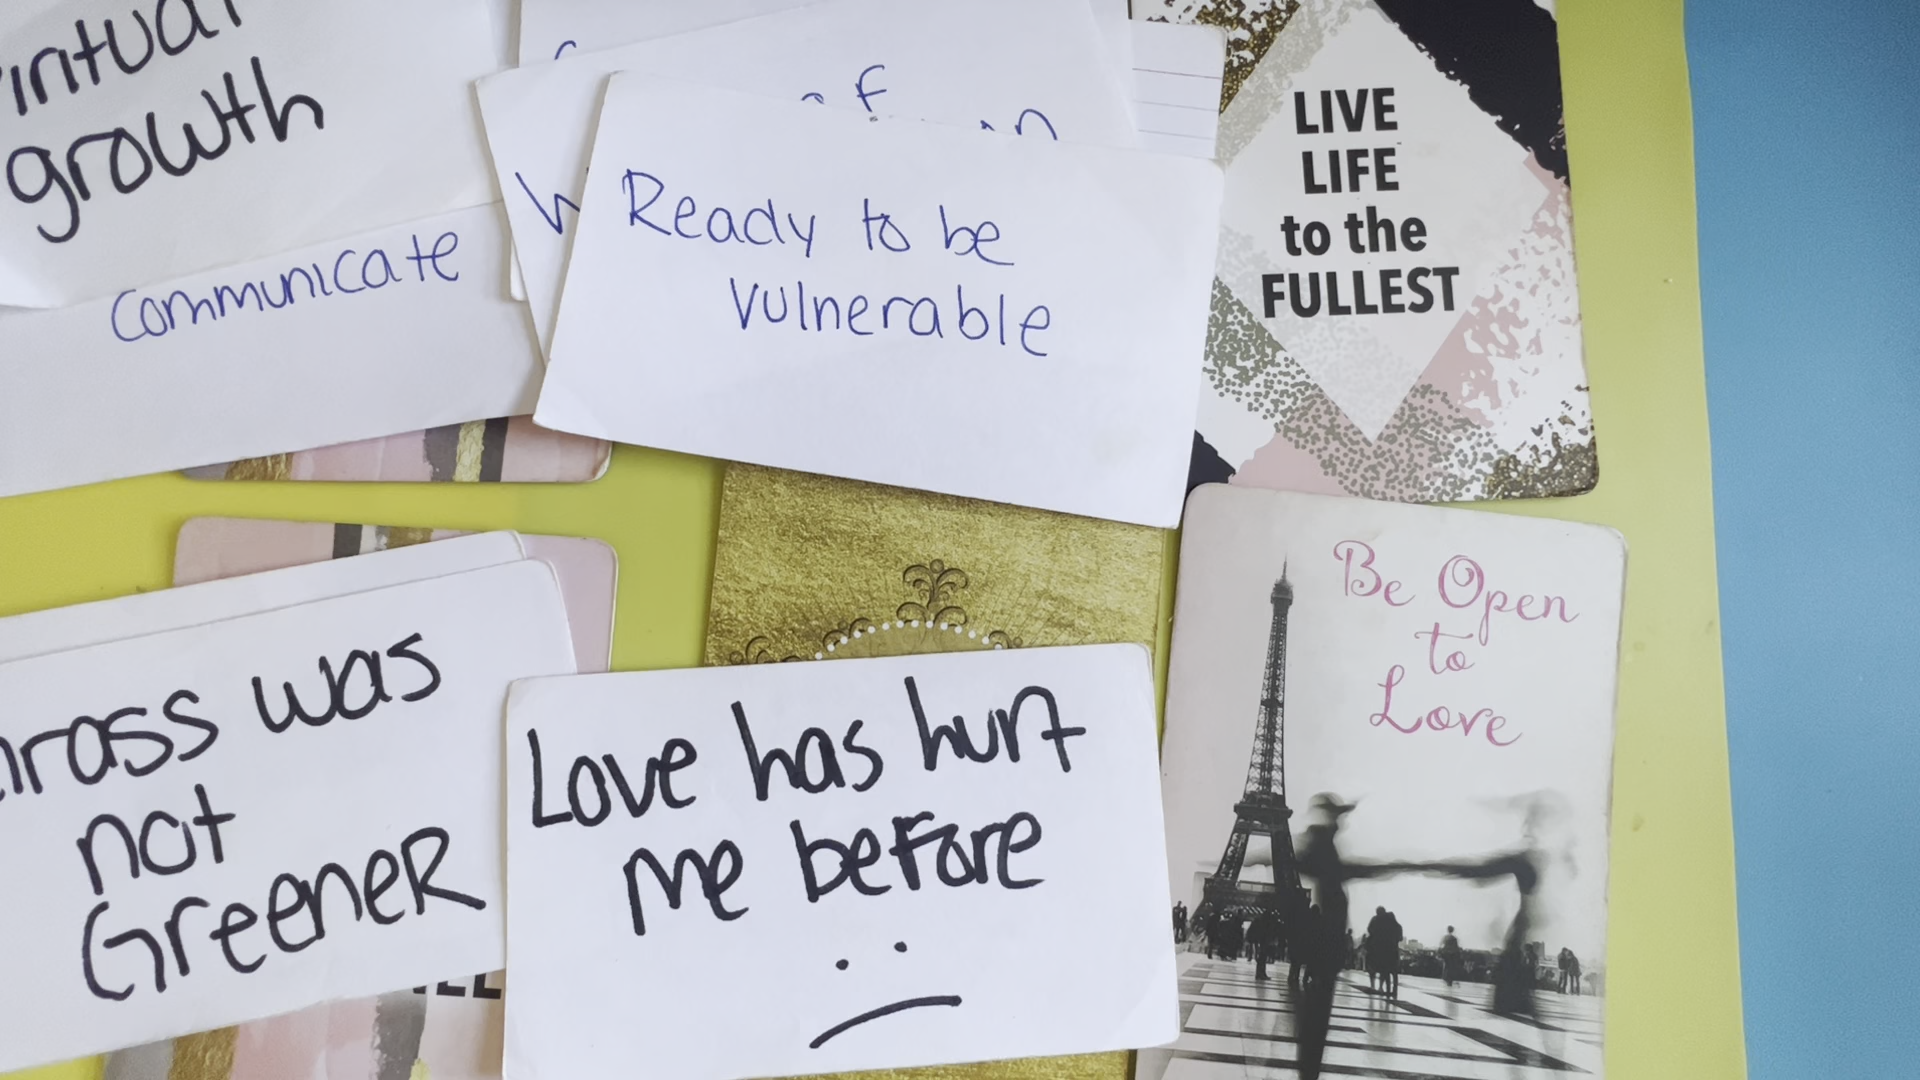 growth
communicate
of
Ready to be
vulnerable
LIVE
LIFE
to the
FULLEST
Be Open
to
Love
was
not
GreeneR
Love has hurt
me before